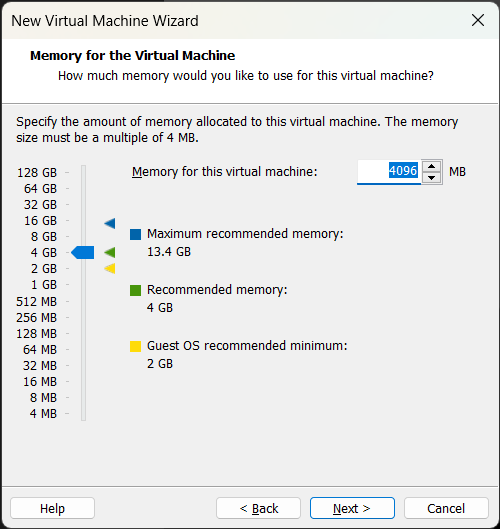 New Virtual Machine Wizard
Memory for the Virtual Machine
How much memory would you like to use for this virtual machine?
Specify the amount of memory allocated to this virtual machine. The memory
size must be a multiple of 4 MB.
128 GB
64 GB
32 GB
16 GB
8 GB
4 GB
2 GB
1 GB
512 MB
256 MB
128 MB
64 MB
32 MB
16 MB
8 MB
4 MB
Memory for this virtual machine: 4096 MB
Maximum recommended memory:
13.4 GB
Recommended memory:
4 GB
Guest OS recommended minimum:
2 GB
Help < Back Next > Cancel